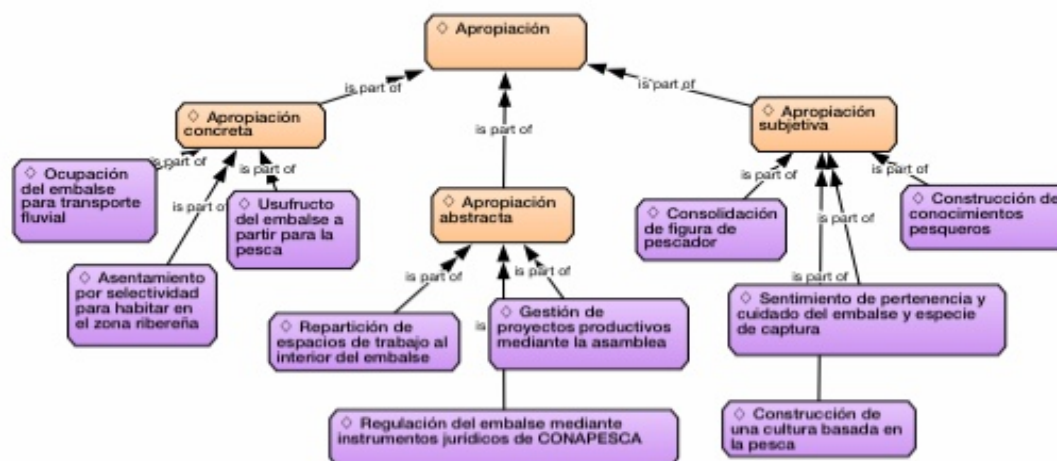 ◇ Apropiación
is part of
is part of
is part of
◇ Apropiación
concreta
◇ Apropiación
subjetiva
is part of
is part of
is part of
◇ Ocupación
del embalse
para transporte
fluvial
◇ Usufructo
del embalse a
partir para la
pesca
◇ Asentamiento
por selectividad
para habitar en
el zona ribereña
◇ Apropiación
abstracta
is part of
is part of
is
◇ Repartición de
espacios de trabajo al
interior del embalse
◇ Gestión de
proyectos productivos
mediante la asamblea
◇ Regulación del embalse mediante
instrumentos jurídicos de CONAPESCA
is part of
is part of
is part of
is part of
◇ Consolidación
de figura de
pescador
◇ Construcción de
conocimientos
pesqueros
◇ Sentimiento de pertenencia y
cuidado del embalse y especie
de captura
◇ Construcción de
una cultura basada en
la pesca